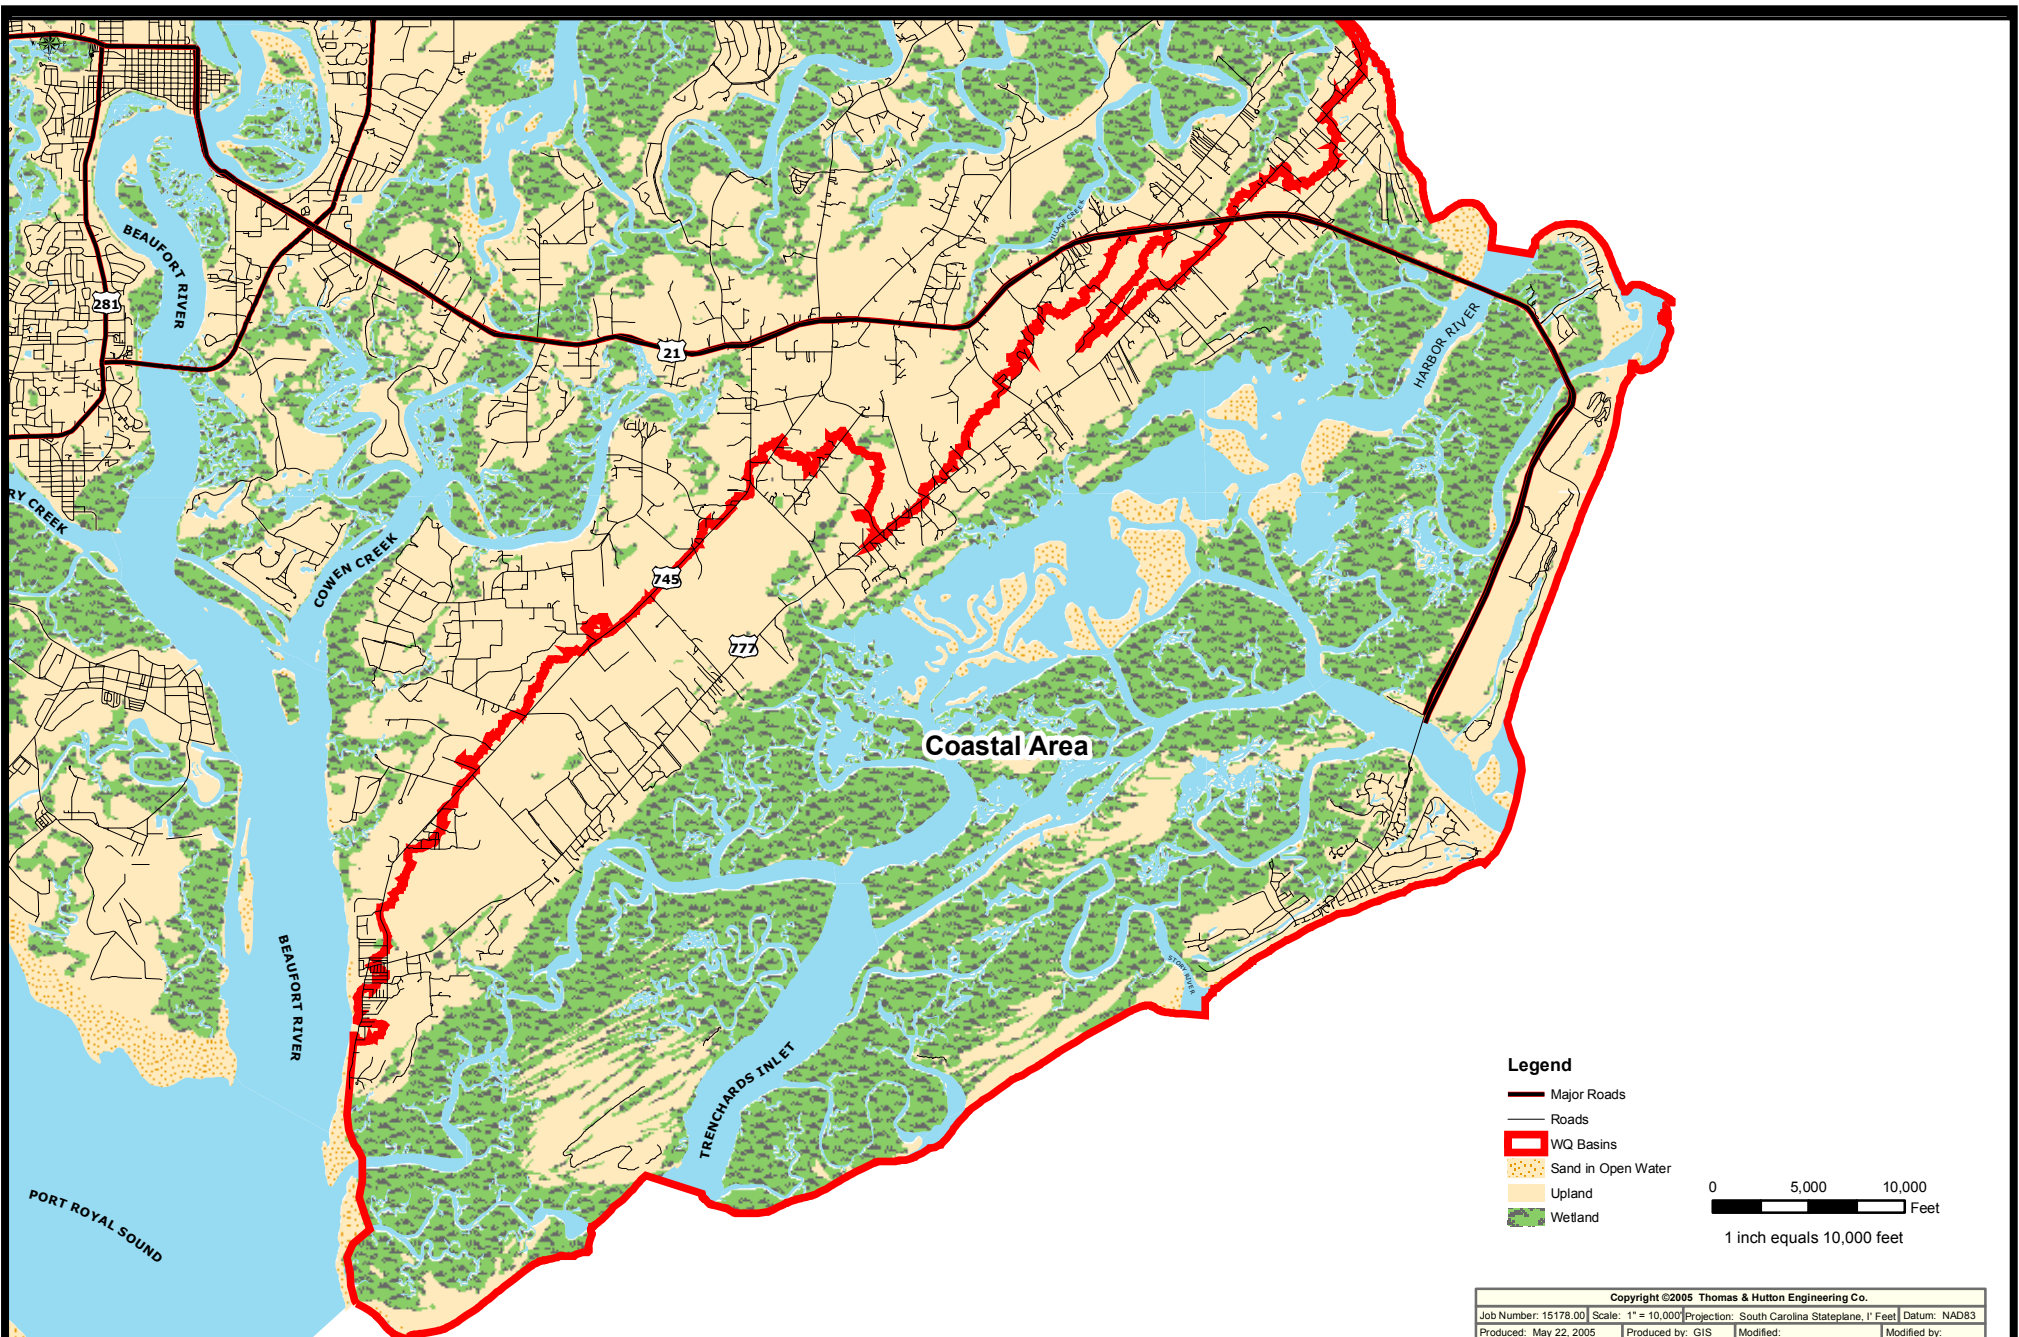 BEAUFORT RIVER
281
21
VILLAGE CREEK
HARBOR RIVER
RY CREEK
COWEN CREEK
745
777
Coastal Area
BEAUFORT RIVER
STORY RIVER
TRENCHARDS INLET
PORT ROYAL SOUND
Legend
Major Roads
Roads
WQ Basins
Sand in Open Water
Upland
Wetland
0 5,000 10,000
Feet
1 inch equals 10,000 feet
Copyright ©2005 Thomas & Hutton Engineering Co.
Job Number: 15178.00 Scale: 1" = 10,000' Projection: South Carolina Stateplane, I' Feet Datum: NAD83
Produced: May 22, 2005 Produced by: GIS Modified: Modified by: